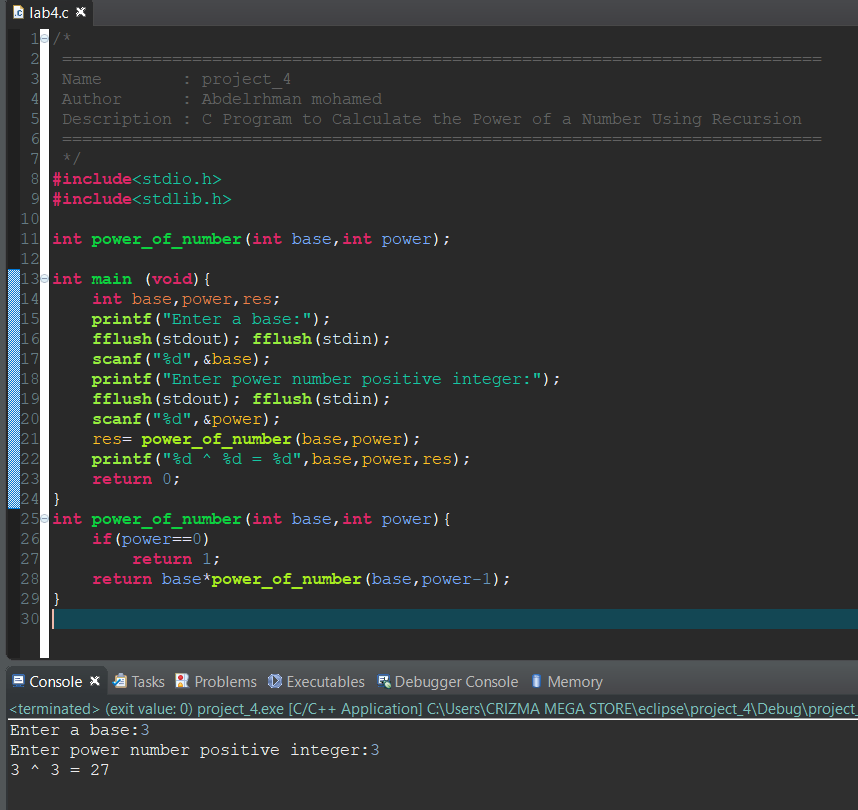 lab4.c
1 /*
2 ============================================================================
3 Name        : project_4
4 Author      : Abdelrhman mohamed
5 Description : C Program to Calculate the Power of a Number Using Recursion
6 ============================================================================
7 */
8 #include<stdio.h>
9 #include<stdlib.h>
10
11 int power_of_number(int base,int power);
12
13 int main (void){
14     int base,power,res;
15     printf("Enter a base:");
16     fflush(stdout); fflush(stdin);
17     scanf("%d",&base);
18     printf("Enter power number positive integer:");
19     fflush(stdout); fflush(stdin);
20     scanf("%d",&power);
21     res= power_of_number(base,power);
22     printf("%d ^ %d = %d",base,power,res);
23     return 0;
24 }
25 int power_of_number(int base,int power){
26     if(power==0)
27         return 1;
28     return base*power_of_number(base,power-1);
29 }
30
Console Tasks Problems Executables Debugger Console Memory
<terminated> (exit value: 0) project_4.exe [C/C++ Application] C:\Users\CRIZMA MEGA STORE\eclipse\project_4\Debug\project_
Enter a base:3
Enter power number positive integer:3
3 ^ 3 = 27